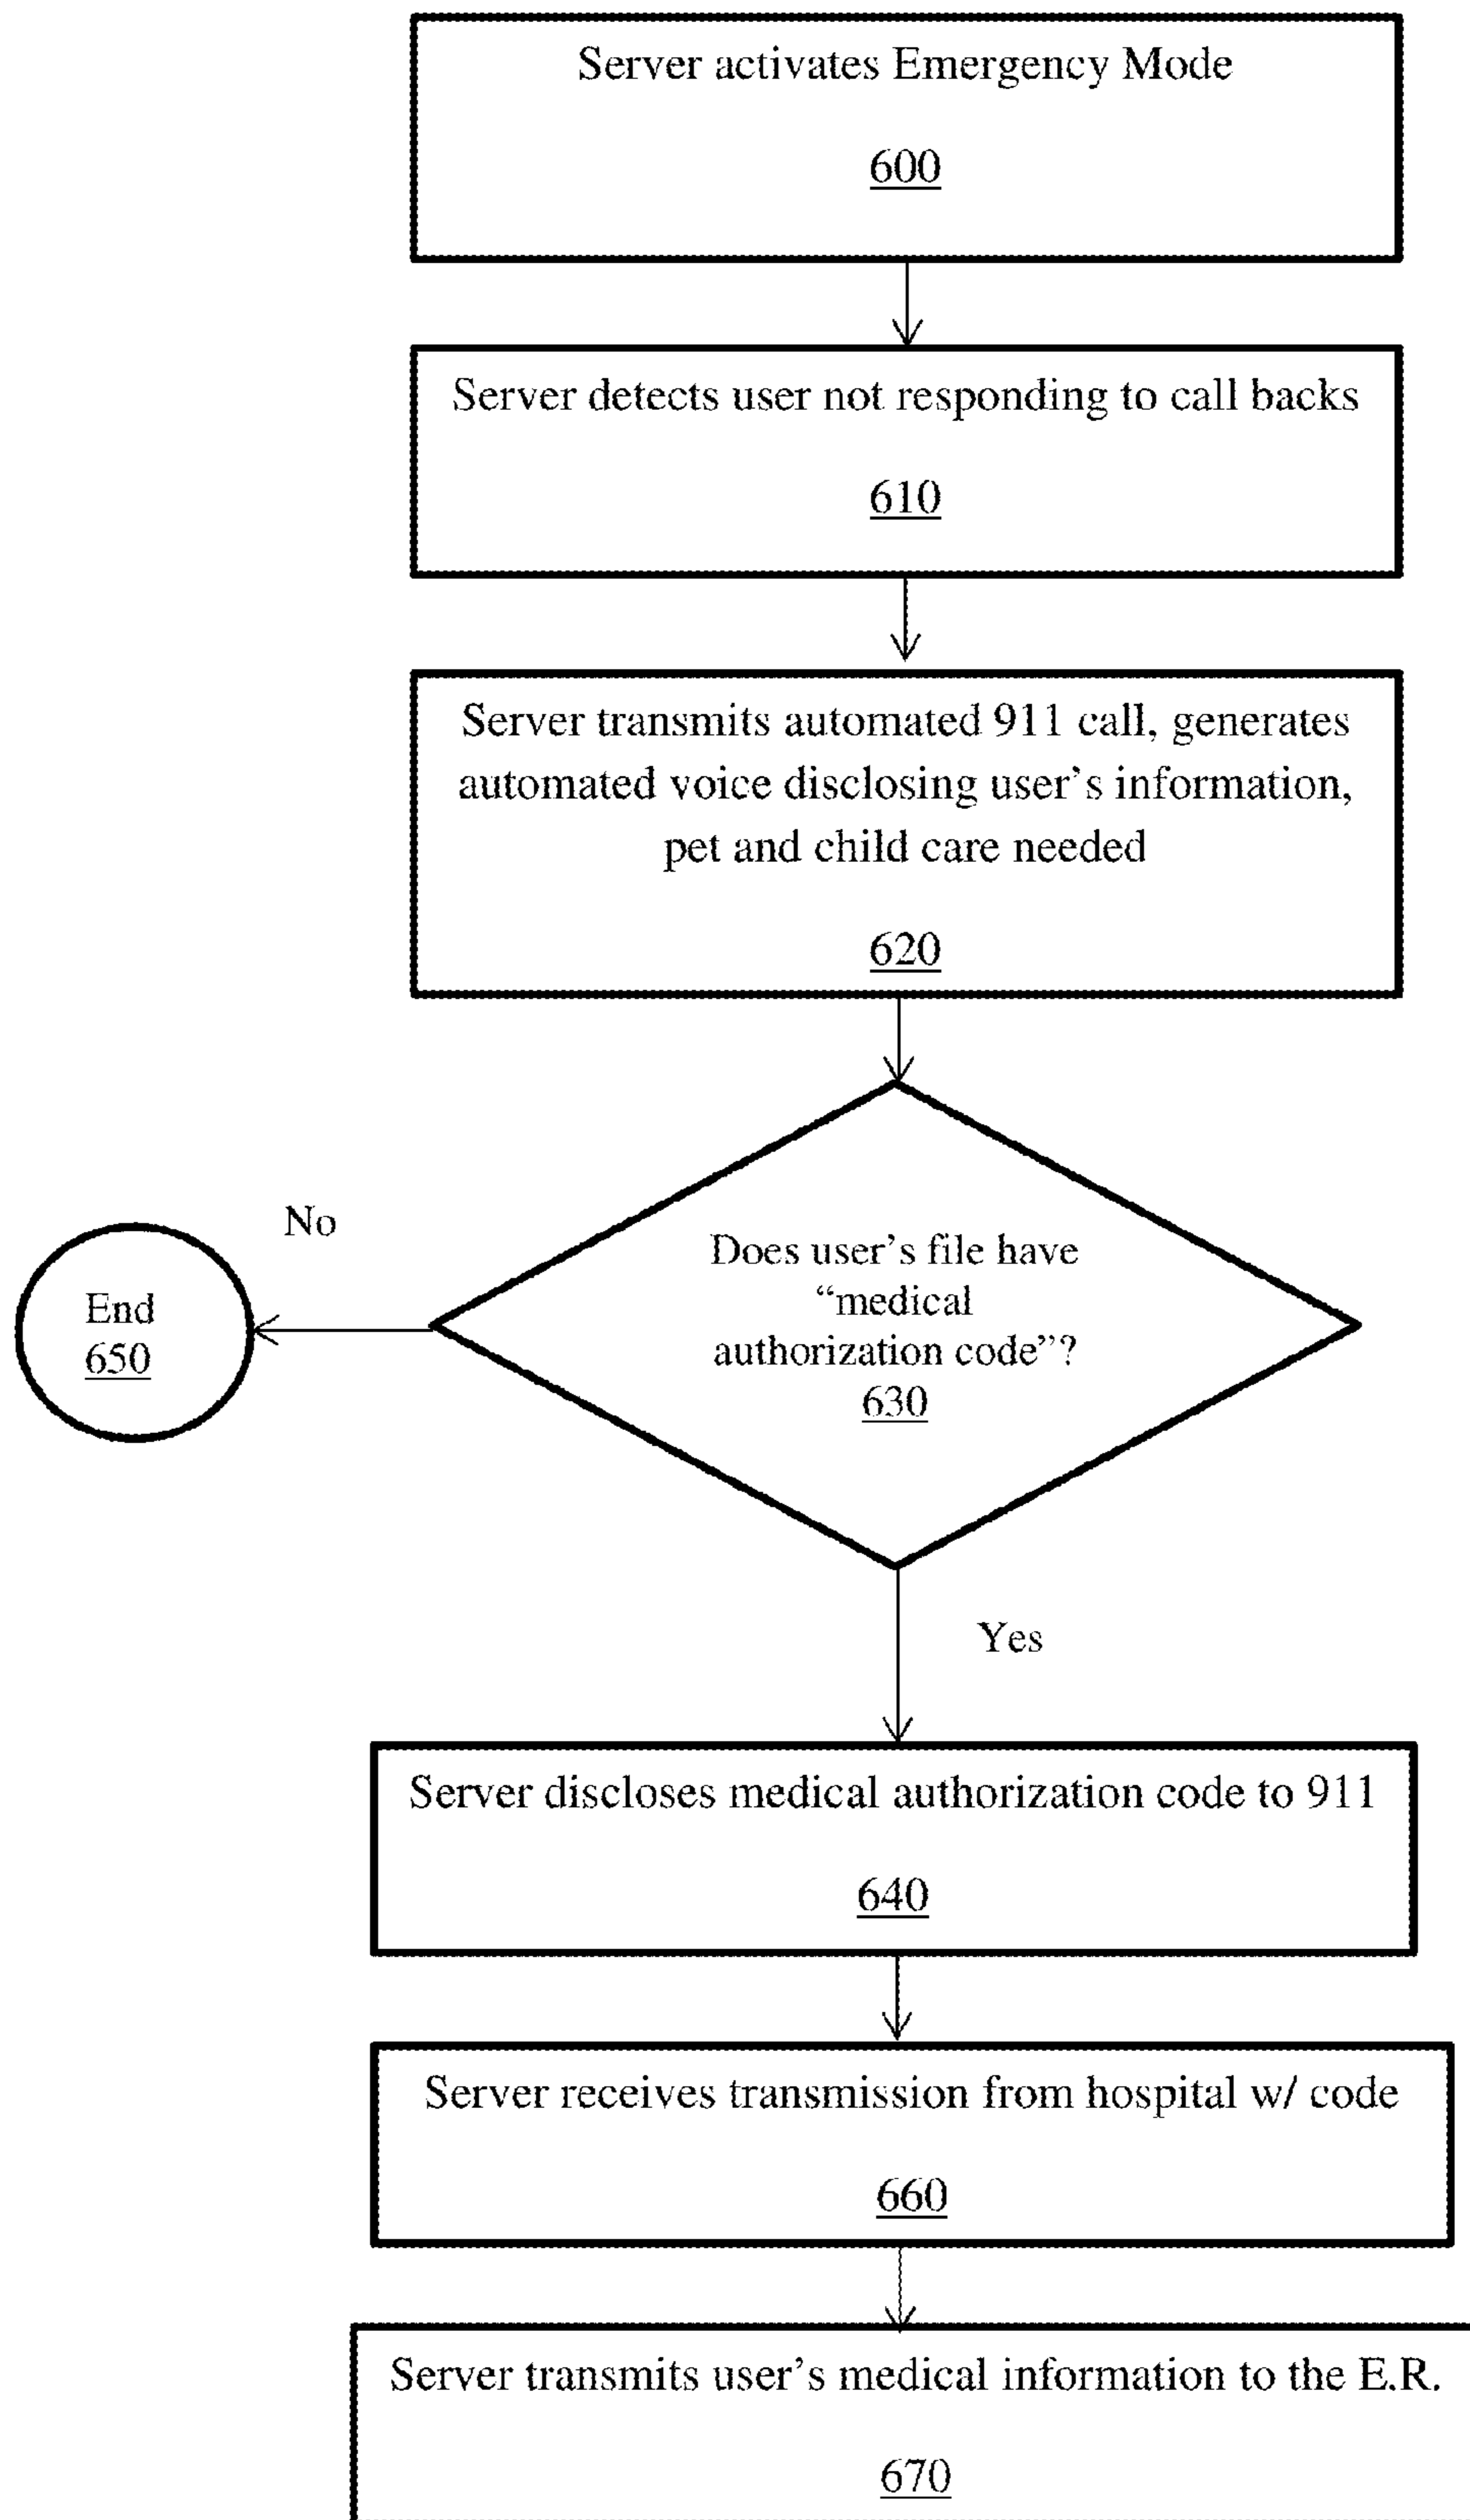 Server activates Emergency Mode
600
Server detects user not responding to call backs
610
Server transmits automated 911 call, generates
automated voice disclosing user’s information,
pet and child care needed
620
Does user’s file have
“medical
authorization code”?
630
No
End
650
Yes
Server discloses medical authorization code to 911
640
Server receives transmission from hospital w/ code
660
Server transmits user’s medical information to the E.R.
670